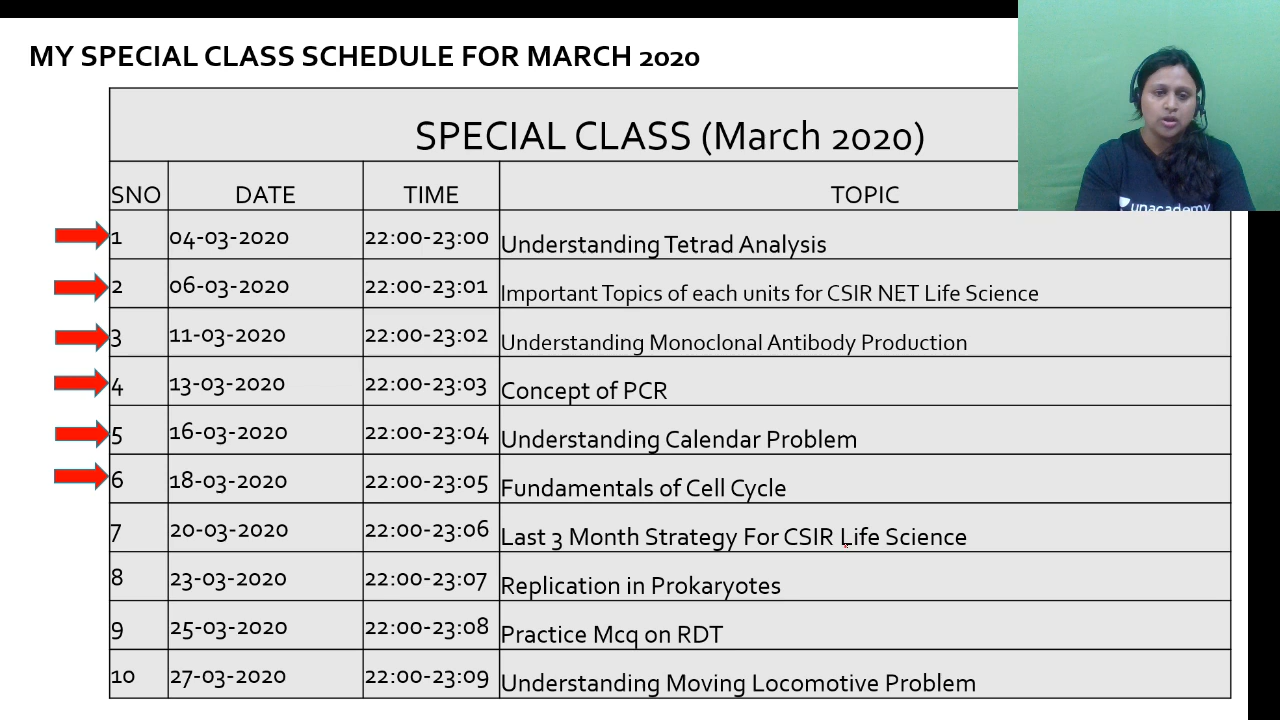 MY SPECIAL CLASS SCHEDULE FOR MARCH 2020
SPECIAL CLASS (March 2020)
SNO DATE TIME TOPIC
1 04-03-2020 22:00-23:00 Understanding Tetrad Analysis
2 06-03-2020 22:00-23:01 Important Topics of each units for CSIR NET Life Science
3 11-03-2020 22:00-23:02 Understanding Monoclonal Antibody Production
4 13-03-2020 22:00-23:03 Concept of PCR
5 16-03-2020 22:00-23:04 Understanding Calendar Problem
6 18-03-2020 22:00-23:05 Fundamentals of Cell Cycle
7 20-03-2020 22:00-23:06 Last 3 Month Strategy For CSIR Life Science
8 23-03-2020 22:00-23:07 Replication in Prokaryotes
9 25-03-2020 22:00-23:08 Practice Mcq on RDT
10 27-03-2020 22:00-23:09 Understanding Moving Locomotive Problem
unacademy